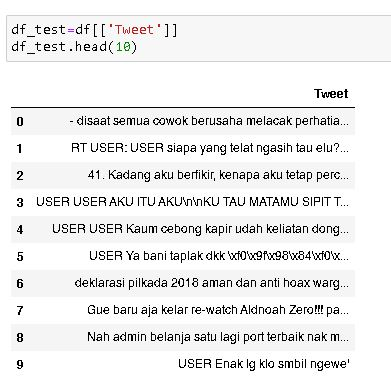 df_test=df[['Tweet']]
df_test.head(10)
Tweet
0 - disaat semua cowok berusaha melacak perhatia...
1 RT USER: USER siapa yang telat ngasih tau elu?...
2 41. Kadang aku berfikir, kenapa aku tetap perc...
3 USER USER AKU ITU AKU\n\nKU TAU MATAMU SIPIT T...
4 USER USER Kaum cebong kapir udah keliatan dong...
5 USER Ya bani taplak dkk \xf0\x9f\x98\x84\xf0\x...
6 deklarasi pilkada 2018 aman dan anti hoax warg...
7 Gue baru aja kelar re-watch Aldnoah Zero!!! pa...
8 Nah admin belanja satu lagi port terbaik nak m...
9 USER Enak lg klo smbil ngewe'